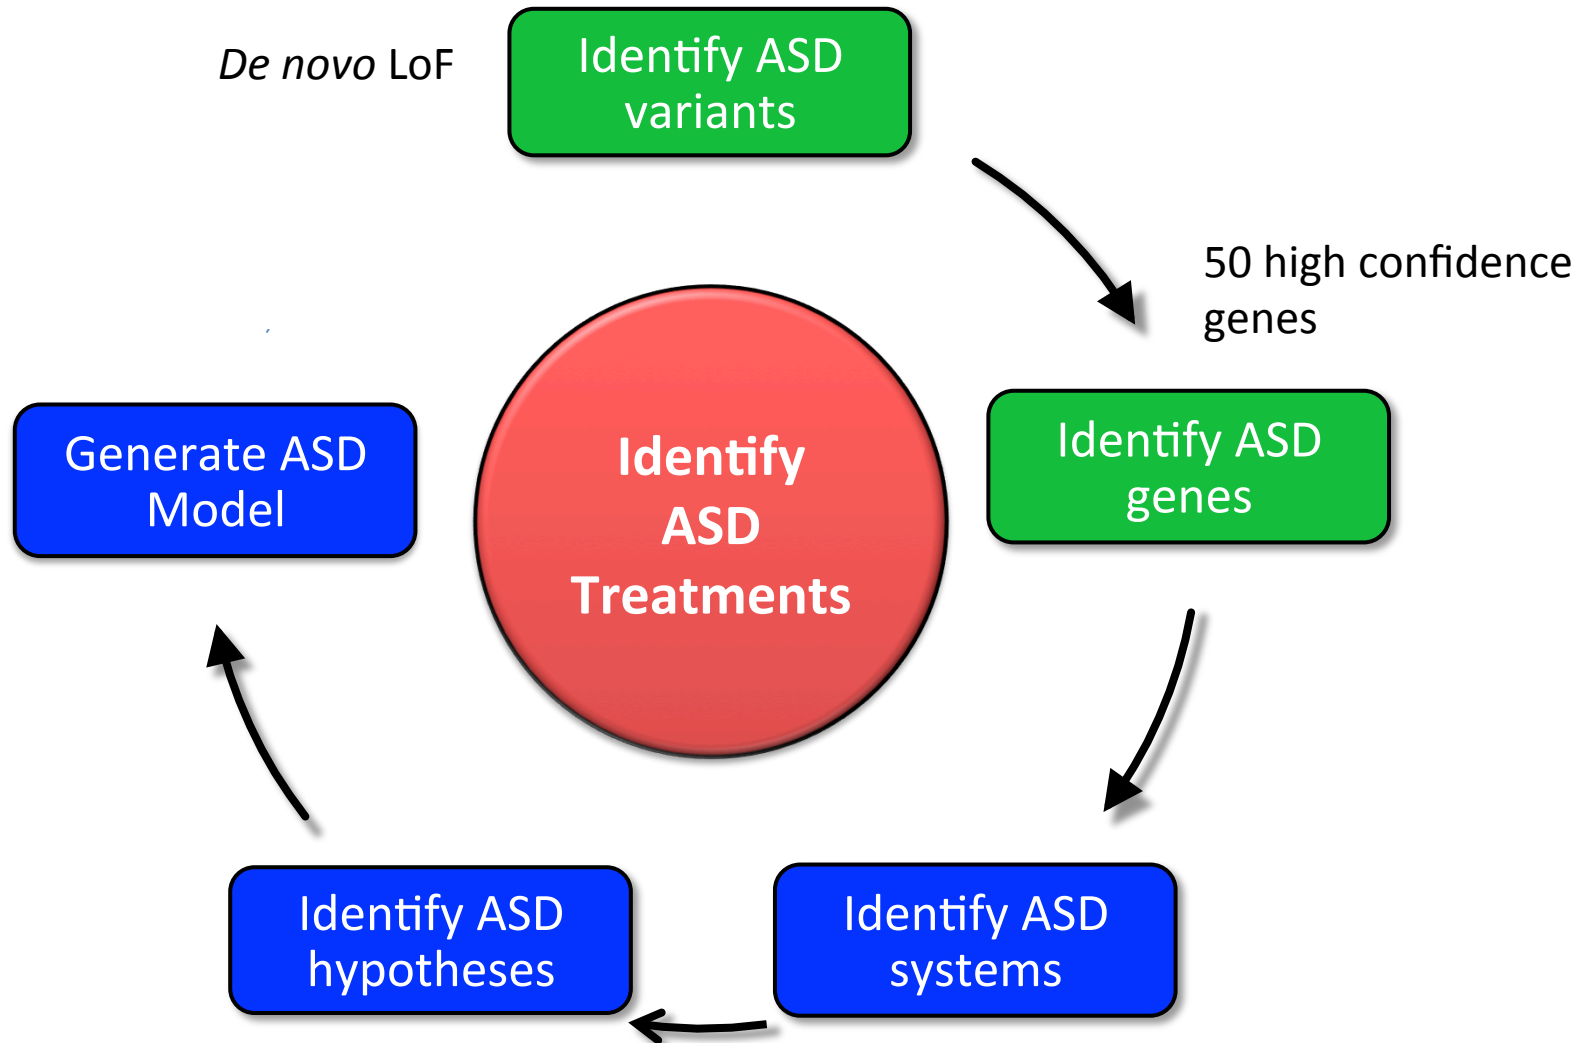 De novo LoF
Identify ASD
variants
50 high confidence
genes
Identify ASD
genes
Generate ASD
Model
Identify
ASD
Treatments
Identify ASD
hypotheses
Identify ASD
systems